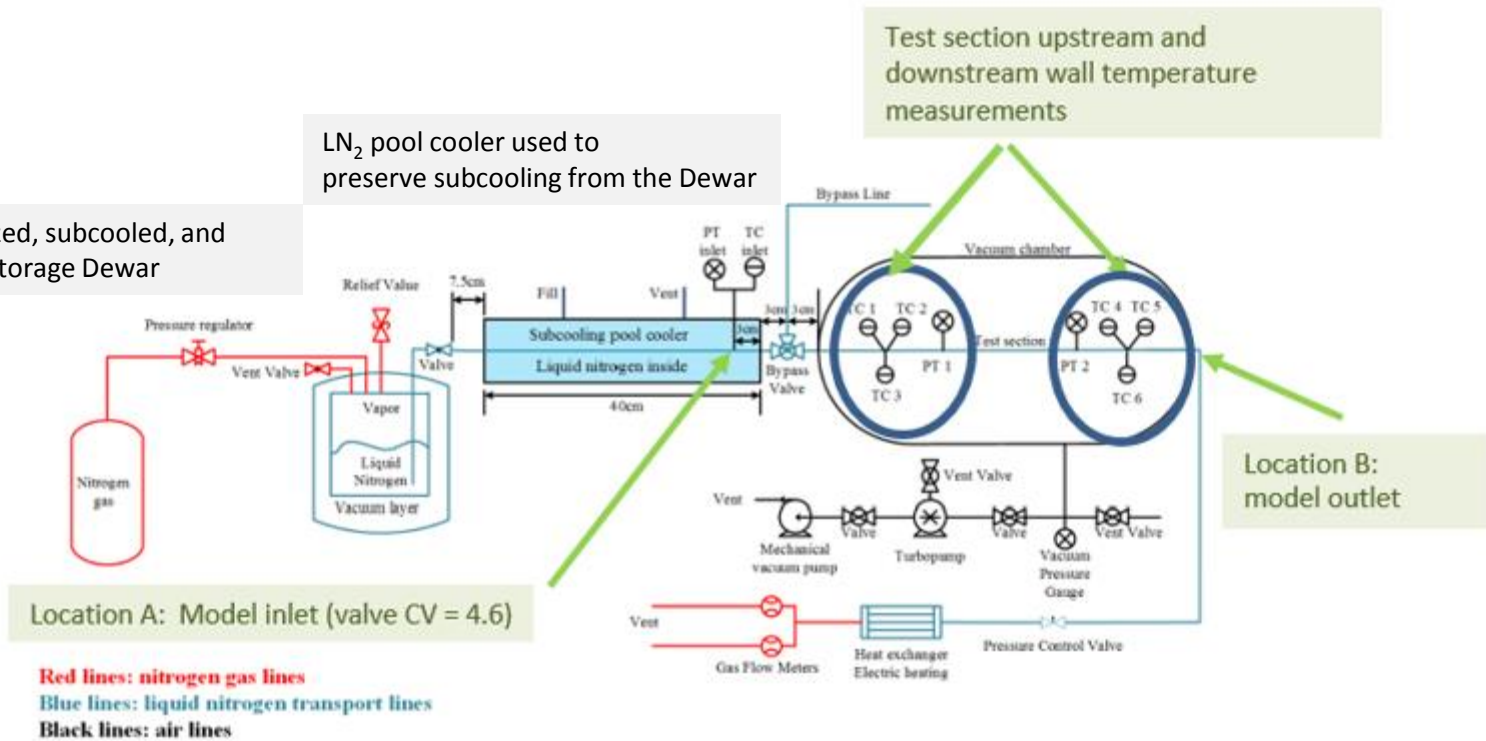 Test section upstream and
downstream wall temperature
measurements
LN2 pool cooler used to
preserve subcooling from the Dewar
subcooled, and
Dewar
Bypass Line
PT
inlet
TC
inlet
Vacuum chamber
Relief Value
7.5cm
Fill
Vent
3cm
3cm
3cm
Pressure regulator
Subcooling pool cooler
TC 2
TC 4
TC 5
Test section
Vent Valve
Valve
Liquid nitrogen inside
Bypass
Valve
PT 1
PT 2
TC 3
TC 6
Vapor
40cm
Liquid
Nitrogen
Nitrogen
gas
Vacuum layer
Location B:
model outlet
Vent
Vent Valve
Valve
Valve
Vent Valve
Mechanical
vacuum pump
Turbopump
Vacuum
Pressure
Gauge
Location A: Model inlet (valve CV = 4.6)
Vent
Gas Flow Meters
Heat exchanger
Electric heating
Pressure Control Valve
Red lines: nitrogen gas lines
Blue lines: liquid nitrogen transport lines
Black lines: air lines